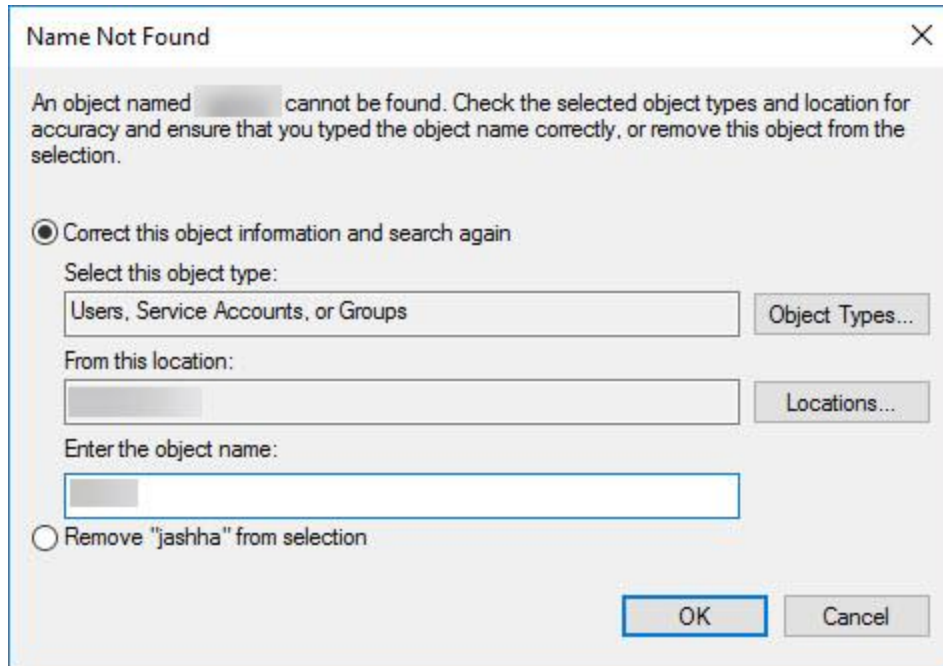 Name Not Found
An object named cannot be found. Check the selected object types and location for
accuracy and ensure that you typed the object name correctly, or remove this object from the
selection.
Correct this object information and search again
Select this object type:
Users, Service Accounts, or Groups
Object Types...
From this location:
Locations...
Enter the object name:
Remove "jashha" from selection
OK
Cancel